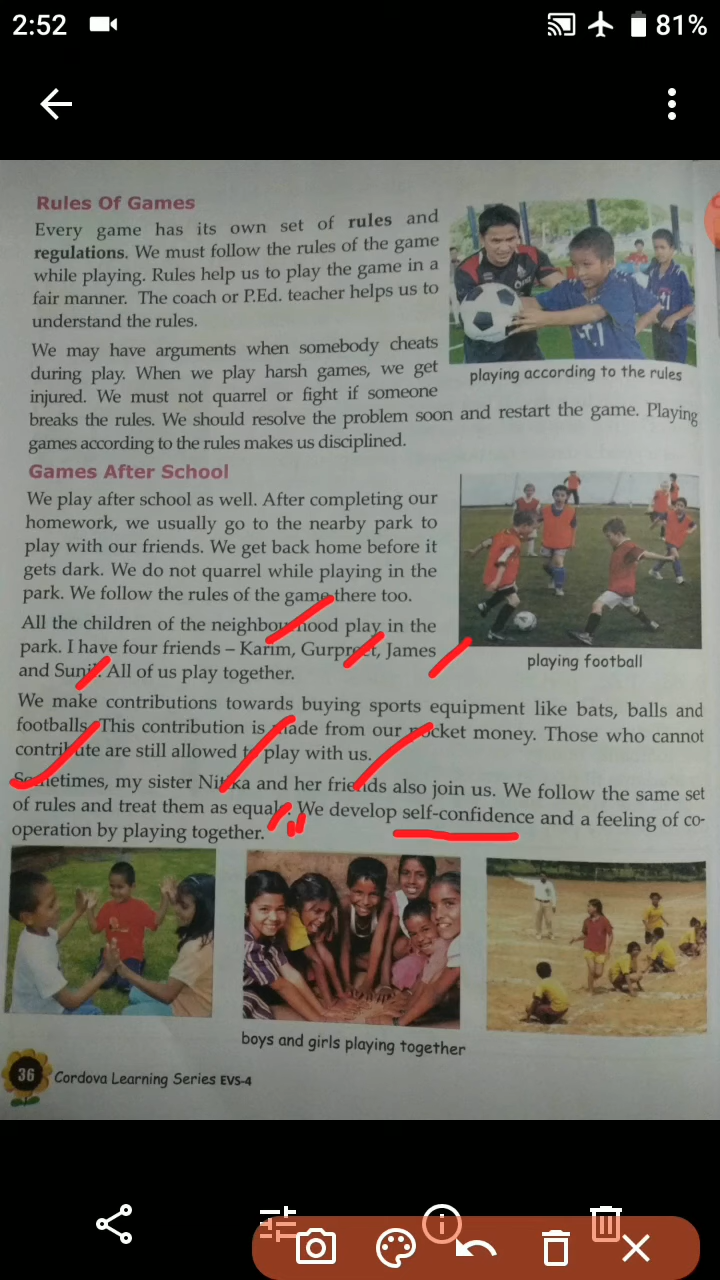 2:52
81%
Rules Of Games
Every game has its own set of rules and
regulations. We must follow the rules of the game
while playing. Rules help us to play the game in a
fair manner. The coach or P.Ed. teacher helps us to
understand the rules.
We may have arguments when somebody cheats
during play. When we play harsh games, we get
injured. We must not quarrel or fight if someone
breaks the rules. We should resolve the problem soon and restart the game. Playing
games according to the rules makes us disciplined.
playing according to the rules
Games After School
We play after school as well. After completing our
homework, we usually go to the nearby park to
play with our friends. We get back home before it
gets dark. We do not quarrel while playing in the
park. We follow the rules of the game there too.
All the children of the neighbourhood play in the
park. I have four friends – Karim, Gurpreet, James
and Sunil. All of us play together.
playing football
We make contributions towards buying sports equipment like bats, balls and
footballs. This contribution is made from our pocket money. Those who cannot
contribute are still allowed to play with us.
Sometimes, my sister Nitika and her friends also join us. We follow the same set
of rules and treat them as equals. We develop self-confidence and a feeling of co-
operation by playing together.
boys and girls playing together
36 Cordova Learning Series EVS-4